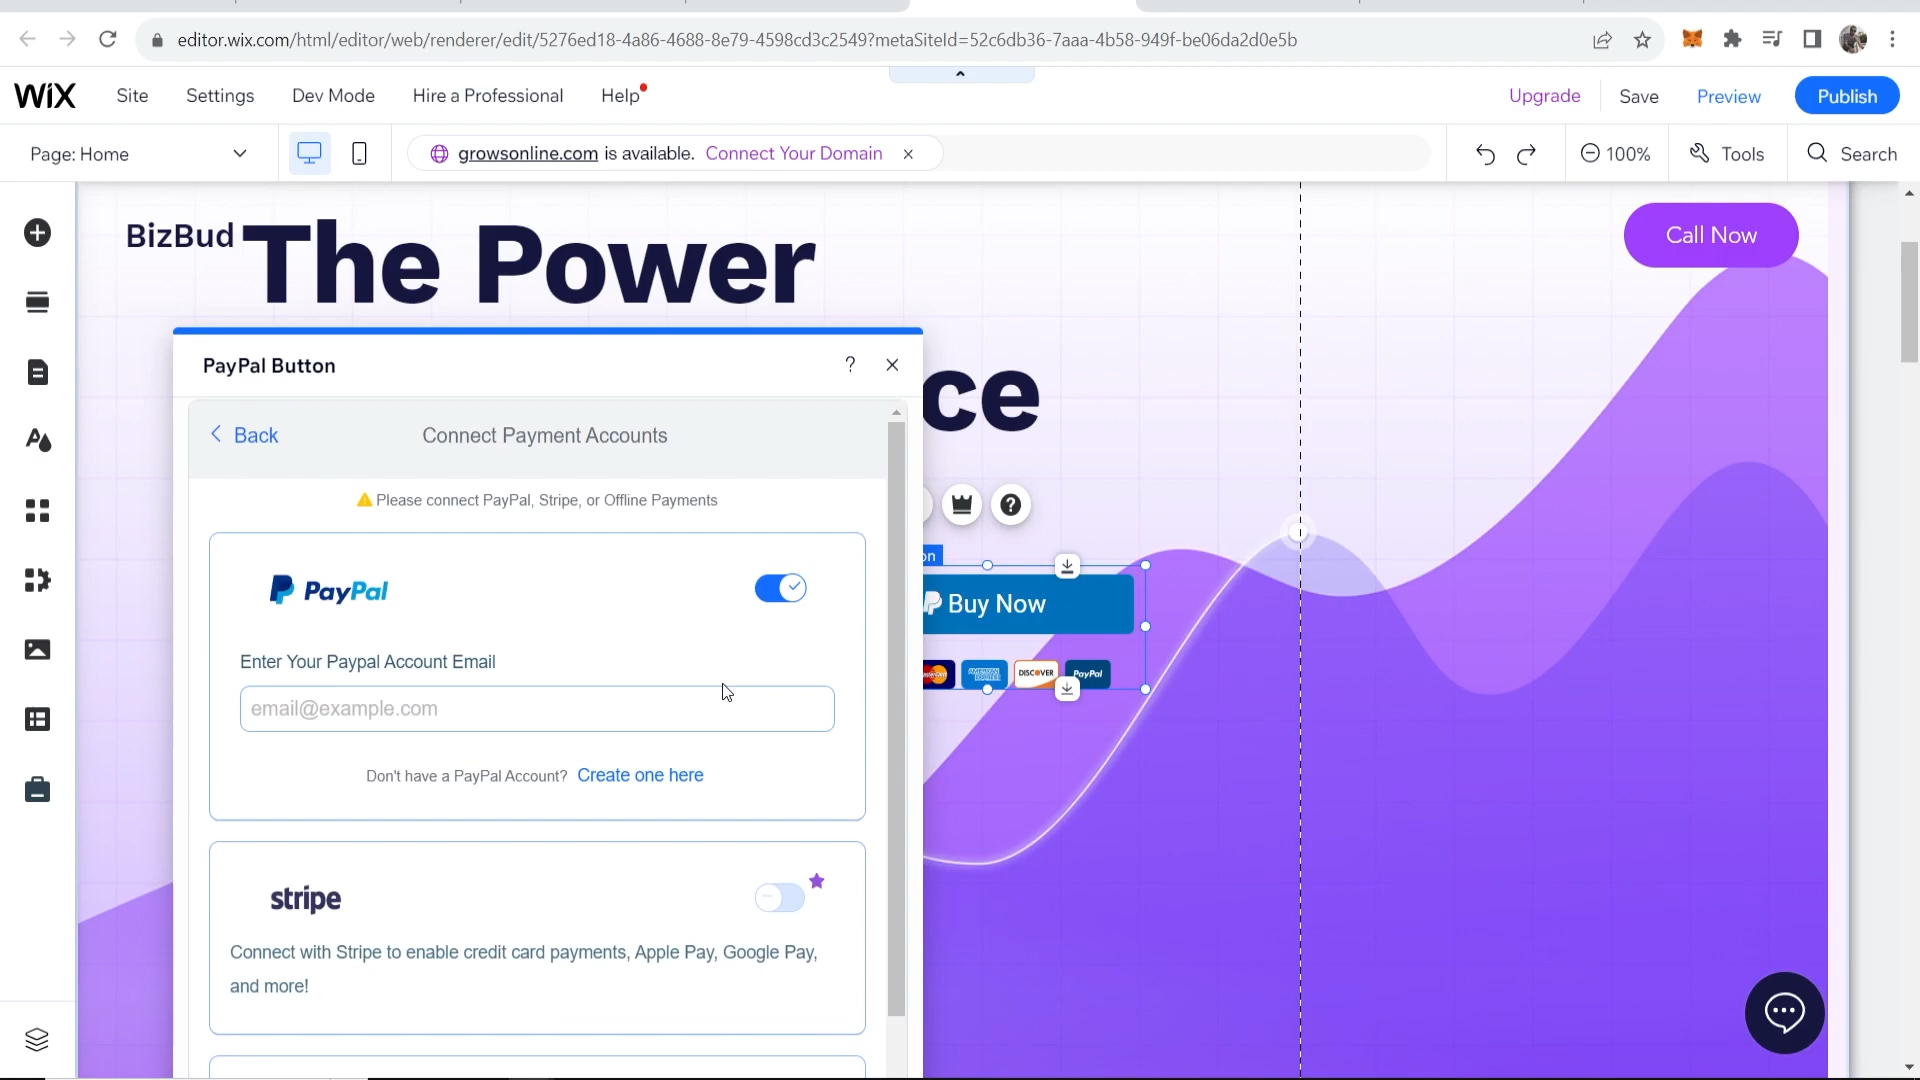 editor.wix.com/html/editor/web/renderer/edit/5276ed18-4a86-4688-8e79-4598cd3c2549?metaSiteId=52c6db36-7aaa-4b58-949f-be06da2d0e5b
WiX Site Settings Dev Mode Hire a Professional Help Upgrade Save Preview Publish
Page: Home growsonline.com is available. Connect Your Domain 100% Tools Search
BizBud The Power Call Now
ce
PayPal Button ?
Back Connect Payment Accounts
Please connect PayPal, Stripe, or Offline Payments
PayPal
Enter Your Paypal Account Email
email@example.com
Don't have a PayPal Account? Create one here
stripe
Connect with Stripe to enable credit card payments, Apple Pay, Google Pay,
and more!
?
on
Buy Now
AMERICAN EXPRESS DISCOVER PayPal